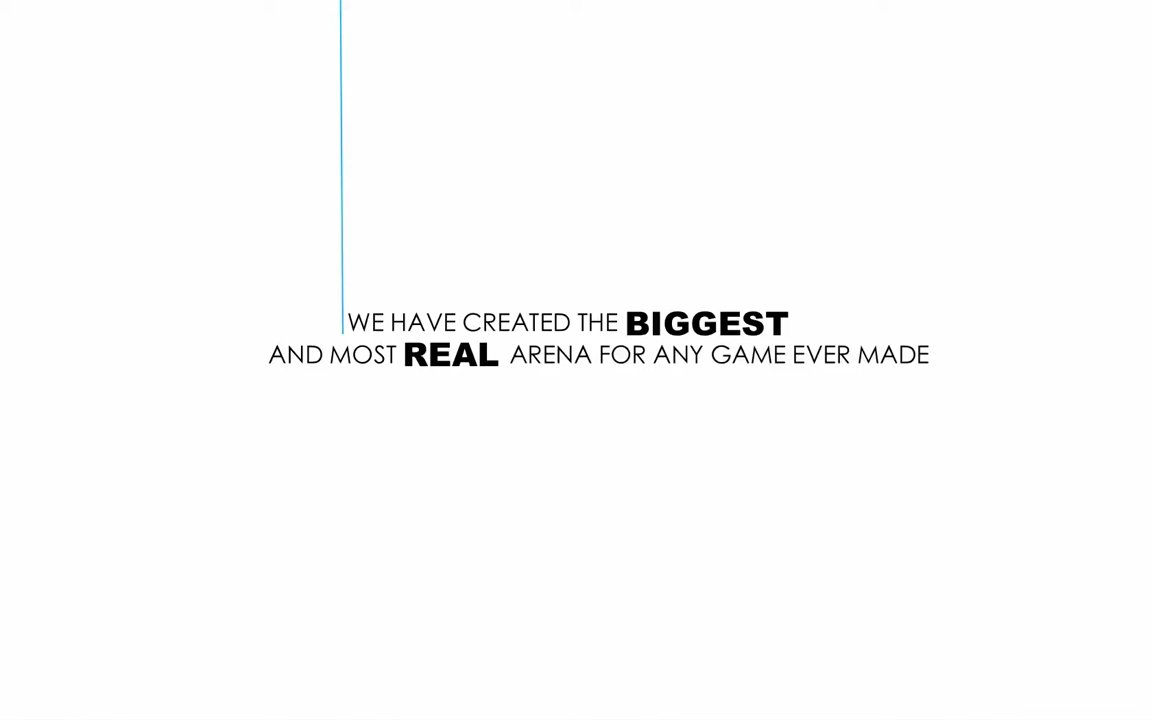 WE HAVE CREATED THE BIGGEST
AND MOST REAL ARENA FOR ANY GAME EVER MADE